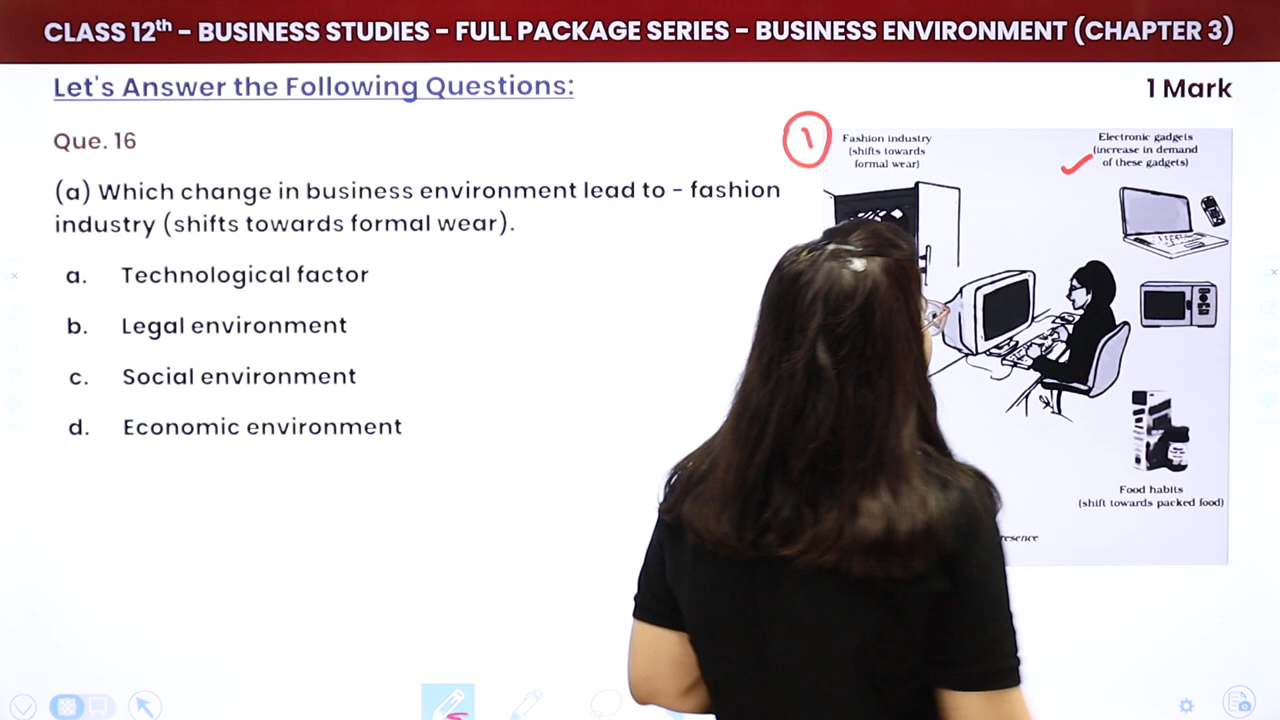 CLASS 12th – BUSINESS STUDIES – FULL PACKAGE SERIES – BUSINESS ENVIRONMENT (CHAPTER 3)
Let's Answer the Following Questions:
1 Mark
Que. 16
(a) Which change in business environment lead to - fashion
industry (shifts towards formal wear).
a. Technological factor
b. Legal environment
c. Social environment
d. Economic environment
1
Fashion industry
(shifts towards
formal wear)
Electronic gadgets
(increase in demand
of these gadgets)
Food habits
(shift towards packed food)